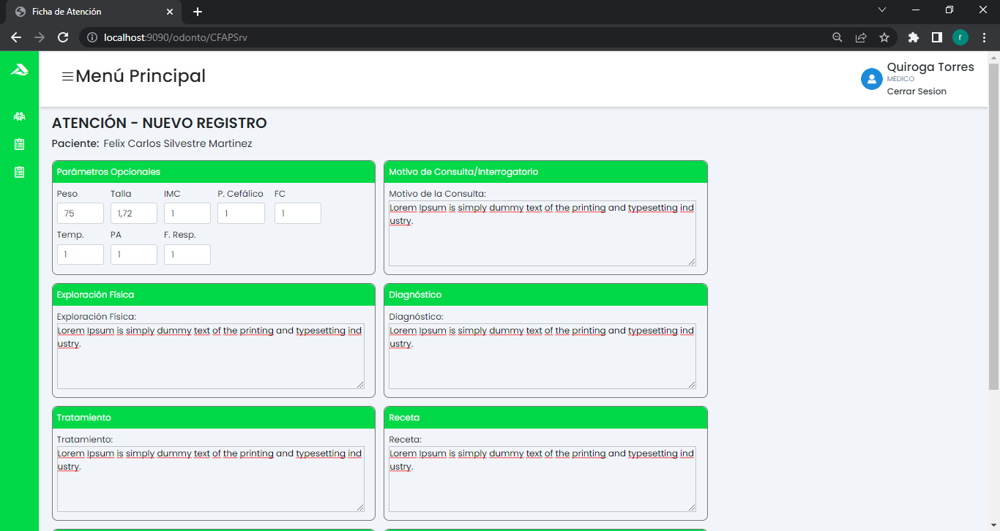 Ficha de Atención
localhost:9090/odonto/CFAPSrv
r
Menú Principal
Quiroga Torres
MEDICO
Cerrar Sesion
ATENCIÓN - NUEVO REGISTRO
Paciente: Felix Carlos Silvestre Martinez
Parámetros Opcionales
Peso Talla IMC P. Cefálico FC
75 1,72 1 1 1
Temp. PA F. Resp.
1 1 1
Motivo de Consulta/Interrogatorio
Motivo de la Consulta:
Lorem Ipsum is simply dummy text of the printing and typesetting ind
ustry.
Exploración Física
Exploración Física:
Lorem Ipsum is simply dummy text of the printing and typesetting ind
ustry.
Diagnóstico
Diagnóstico:
Lorem Ipsum is simply dummy text of the printing and typesetting ind
ustry.
Tratamiento
Tratamiento:
Lorem Ipsum is simply dummy text of the printing and typesetting ind
ustry.
Receta
Receta:
Lorem Ipsum is simply dummy text of the printing and typesetting ind
ustry.